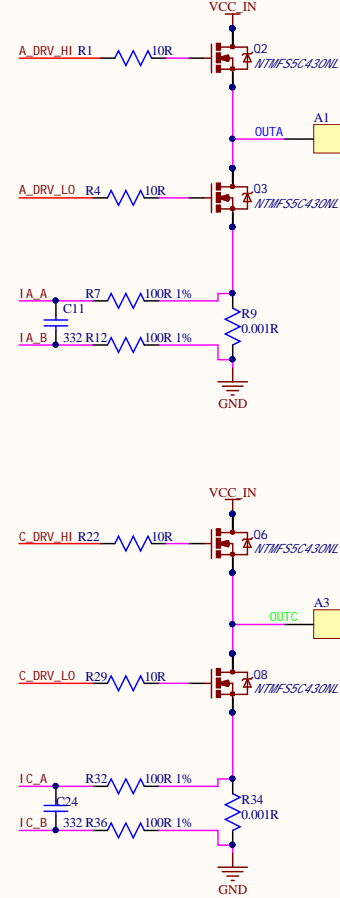 VCC_IN
A_DRV_HI R1 10R Q2
NTMFS5C430NL
OUTA A1
A_DRV_LO R4 10R Q3
NTMFS5C430NL
IA_A R7 100R 1%
C11 R9
0.001R
IA_B 332 R12 100R 1%
GND
VCC_IN
C_DRV_HI R22 10R Q6
NTMFS5C430NL
OUTC A3
C_DRV_LO R29 10R Q8
NTMFS5C430NL
IC_A R32 100R 1%
C24 R34
0.001R
IC_B 332 R36 100R 1%
GND